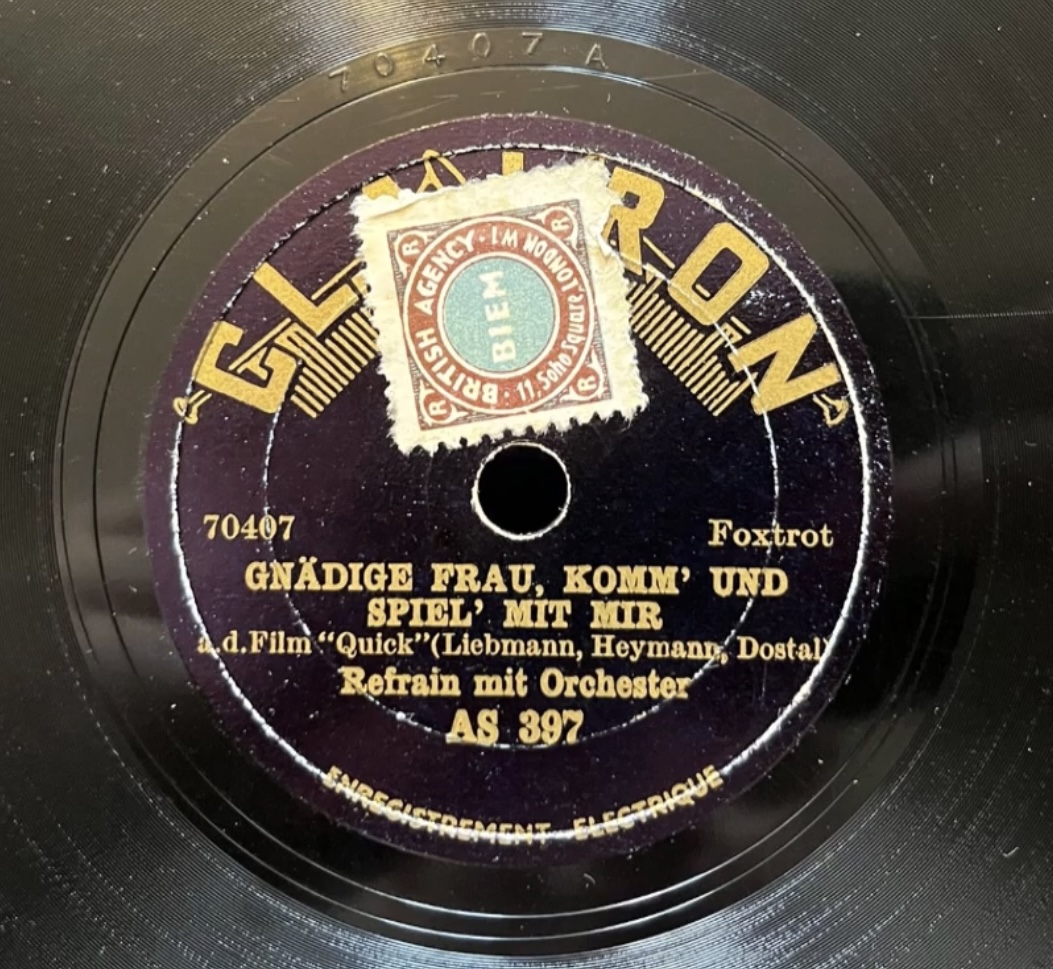 70407 A
BRITISH AGENCY · LONDON W1 · 11, Soho Square
R
R
R
R
BIEM
70407
Foxtrot
GNÄDIGE FRAU, KOMM' UND
SPIEL' MIT MIR
a.d.Film “Quick”(Liebmann, Heymann, Dostal)
Refrain mit Orchester
AS 397
ENREGISTREMENT ELECTRIQUE